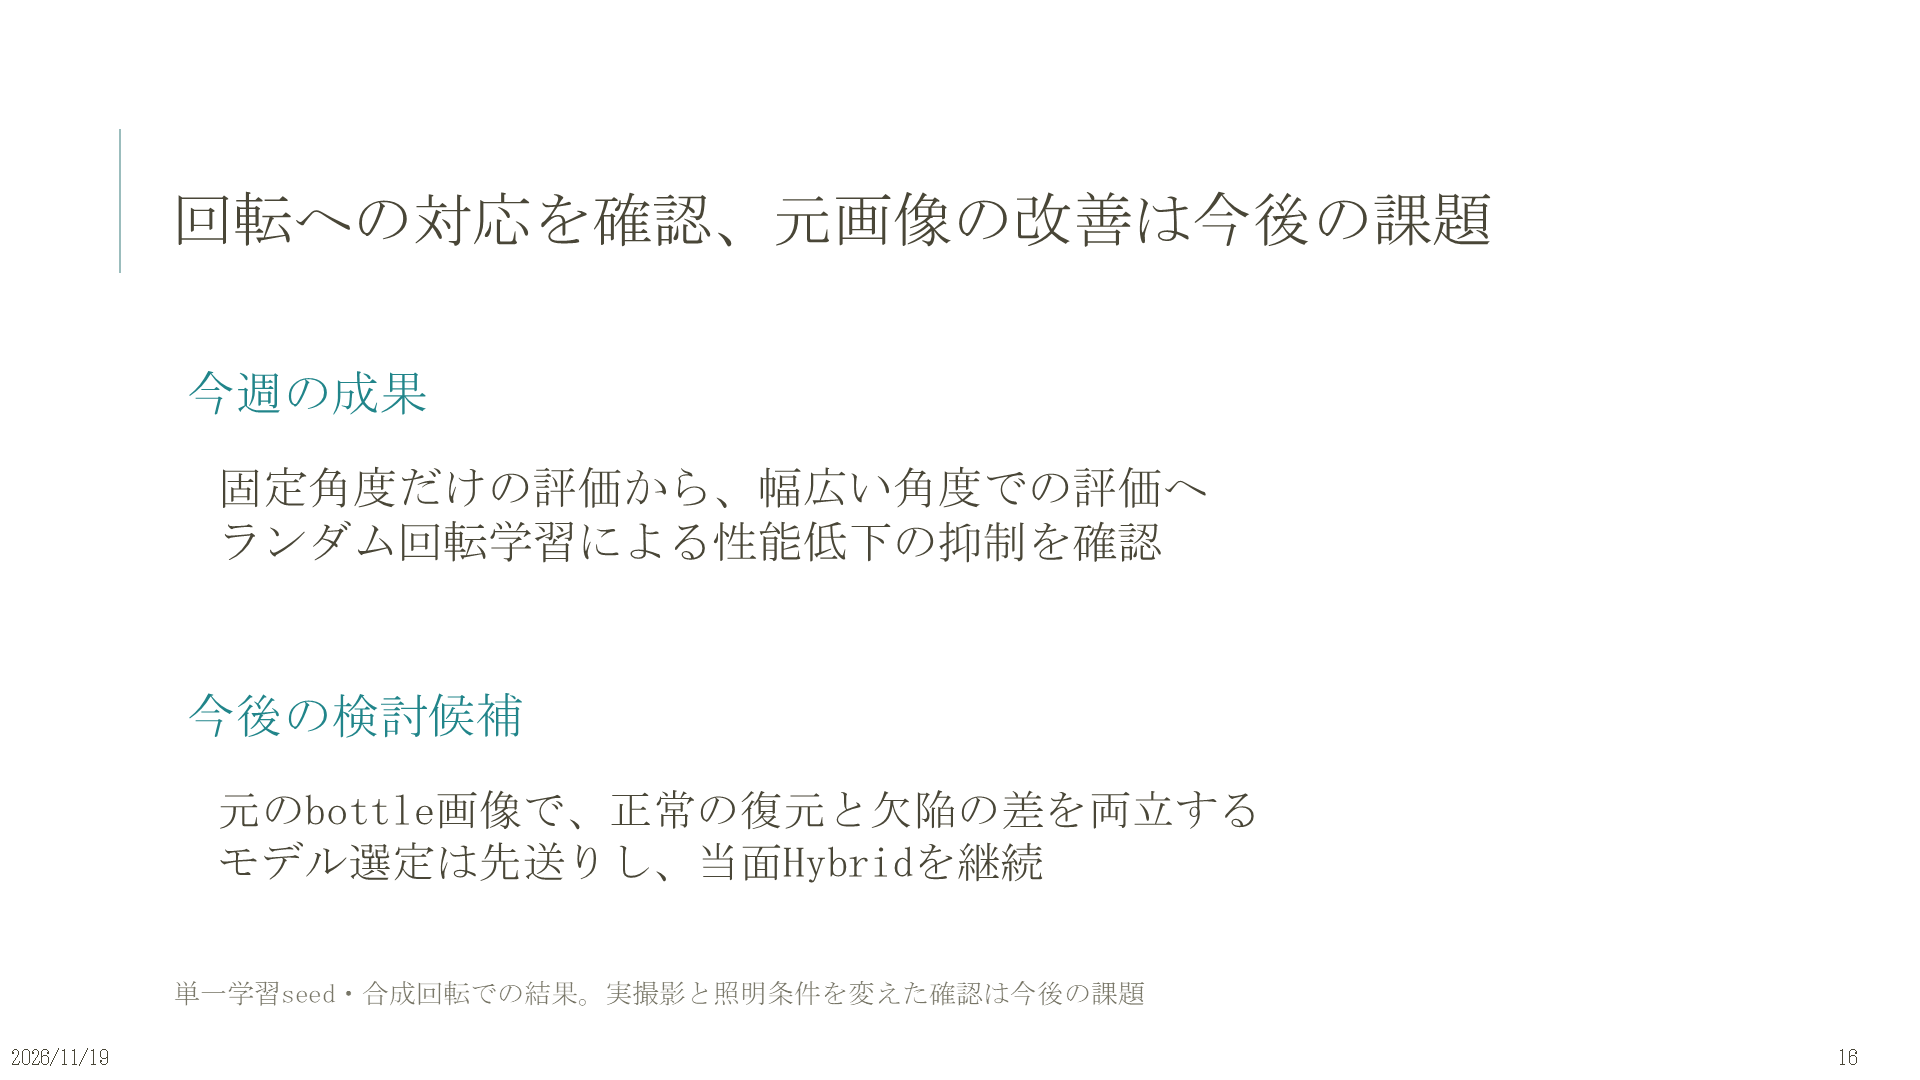 回転への対応を確認、元画像の改善は今後の課題
今週の成果
固定角度だけの評価から、幅広い角度での評価へ
ランダム回転学習による性能低下の抑制を確認
今後の検討候補
元のbottle画像で、正常の復元と欠陥の差を両立する
モデル選定は先送りし、当面Hybridを継続
単一学習seed・合成回転での結果。実撮影と照明条件を変えた確認は今後の課題
2026/11/19
16